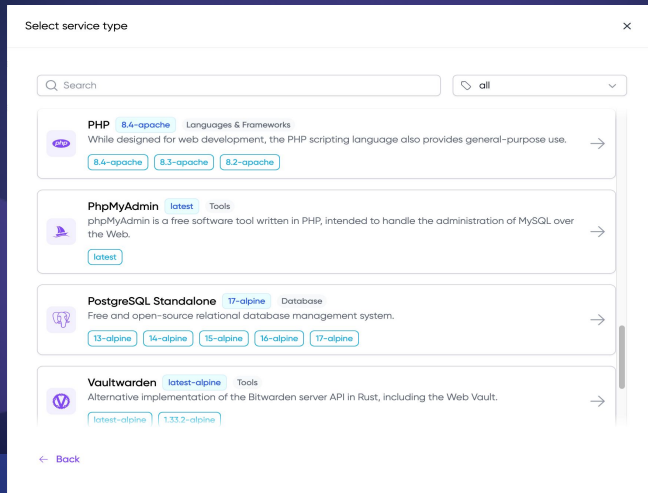 Select service type
Search
all
PHP 8.4-apache Languages & Frameworks
While designed for web development, the PHP scripting language also provides general-purpose use.
8.4-apache 8.3-apache 8.2-apache
php
PhpMyAdmin latest Tools
phpMyAdmin is a free software tool written in PHP, intended to handle the administration of MySQL over
the Web.
latest
PostgreSQL Standalone 17-alpine Database
Free and open-source relational database management system.
13-alpine 14-alpine 15-alpine 16-alpine 17-alpine
Vaultwarden latest-alpine Tools
Alternative implementation of the Bitwarden server API in Rust, including the Web Vault.
latest-alpine 1.33.2-alpine
Back